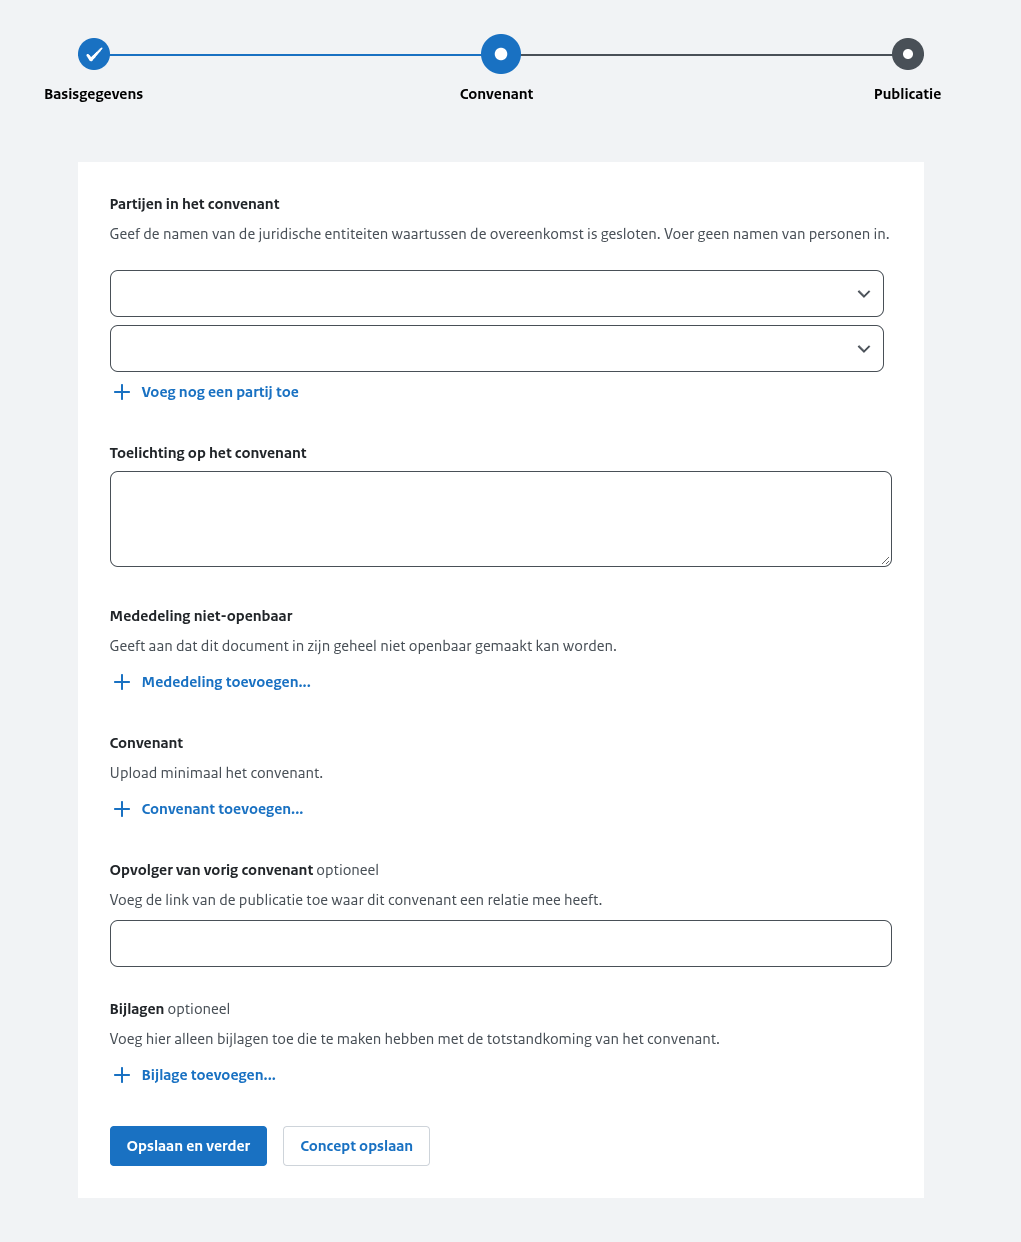 Basisgegevens
Convenant
Publicatie
Partijen in het convenant
Geef de namen van de juridische entiteiten waartussen de overeenkomst is gesloten. Voer geen namen van personen in.
Voeg nog een partij toe
Toelichting op het convenant
Mededeling niet-openbaar
Geeft aan dat dit document in zijn geheel niet openbaar gemaakt kan worden.
Mededeling toevoegen...
Convenant
Upload minimaal het convenant.
Convenant toevoegen...
Opvolger van vorig convenant optioneel
Voeg de link van de publicatie toe waar dit convenant een relatie mee heeft.
Bijlagen optioneel
Voeg hier alleen bijlagen toe die te maken hebben met de totstandkoming van het convenant.
Bijlage toevoegen...
Opslaan en verder
Concept opslaan